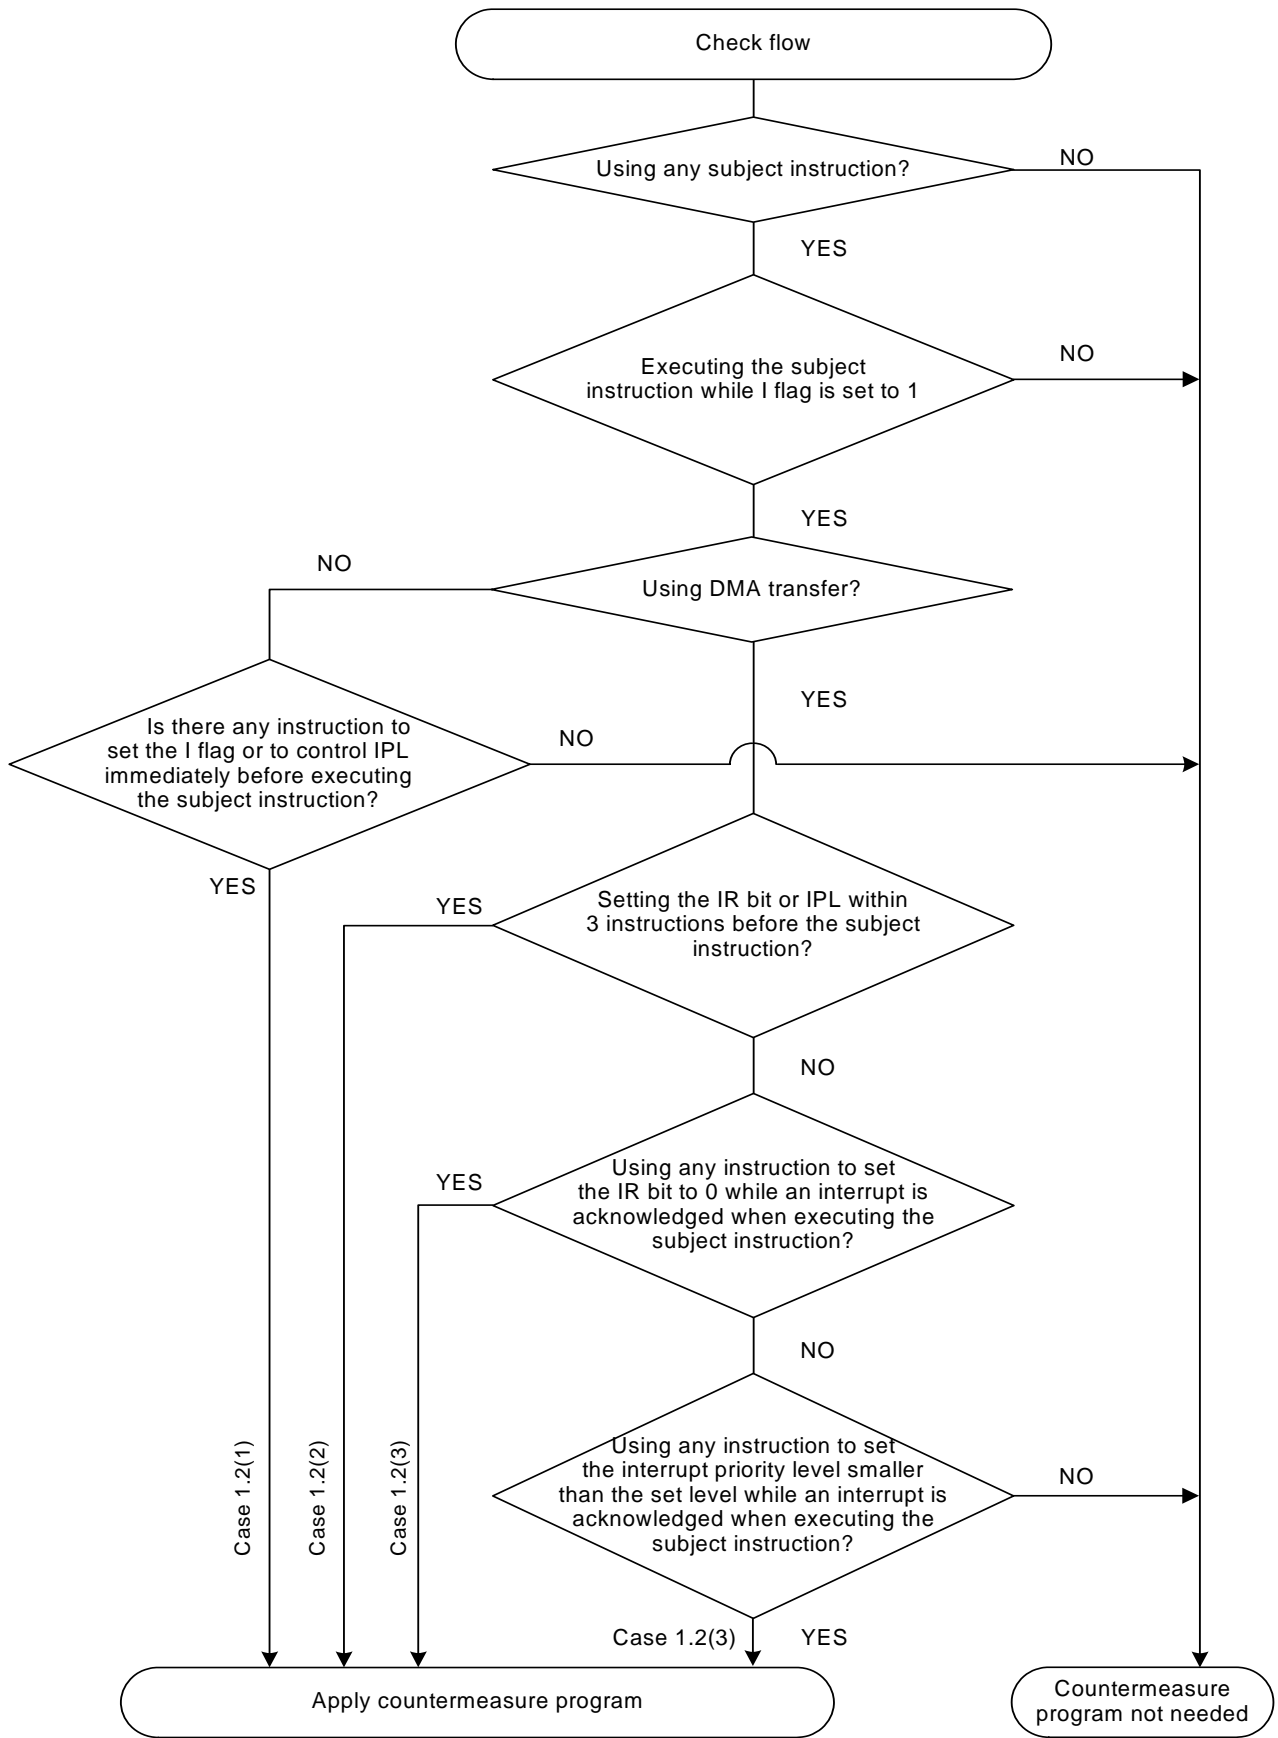 Check flow
Using any subject instruction?
NO
YES
Executing the subject
instruction while I flag is set to 1
NO
YES
NO
Using DMA transfer?
YES
Is there any instruction to
set the I flag or to control IPL
immediately before executing
the subject instruction?
NO
YES
Setting the IR bit or IPL within
3 instructions before the subject
instruction?
YES
NO
Using any instruction to set
the IR bit to 0 while an interrupt is
acknowledged when executing the
subject instruction?
YES
NO
Using any instruction to set
the interrupt priority level smaller
than the set level while an interrupt is
acknowledged when executing the
subject instruction?
NO
Case 1.2(1)
Case 1.2(2)
Case 1.2(3)
Case 1.2(3)
YES
Apply countermeasure program
Countermeasure
program not needed